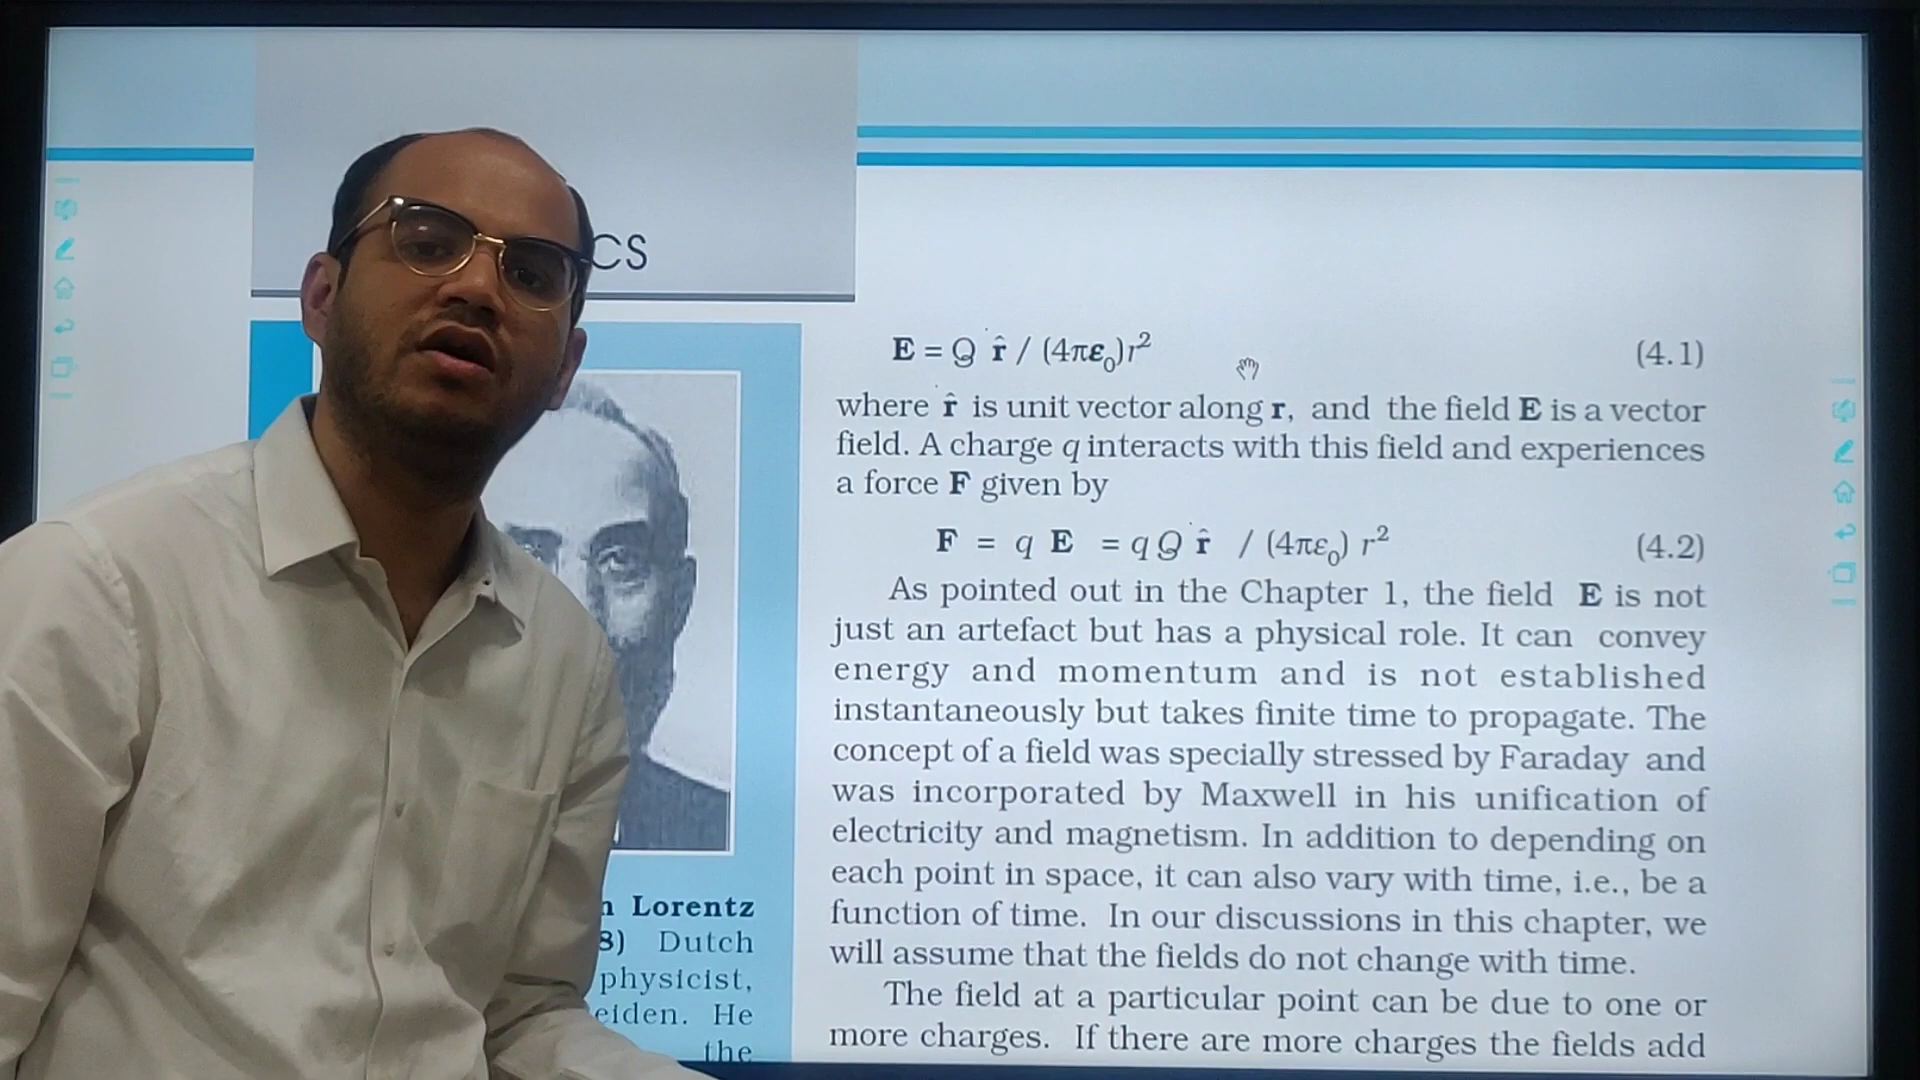 CS
E = Q r̂ / (4πε₀)r² (4.1)
where r̂ is unit vector along r, and the field E is a vector
field. A charge q interacts with this field and experiences
a force F given by
F = q E = q Q r̂ / (4πε₀) r² (4.2)
As pointed out in the Chapter 1, the field E is not
just an artefact but has a physical role. It can convey
energy and momentum and is not established
instantaneously but takes finite time to propagate. The
concept of a field was specially stressed by Faraday and
was incorporated by Maxwell in his unification of
electricity and magnetism. In addition to depending on
each point in space, it can also vary with time, i.e., be a
function of time. In our discussions in this chapter, we
will assume that the fields do not change with time.
The field at a particular point can be due to one or
more charges. If there are more charges the fields add
n Lorentz
8) Dutch
physicist,
eiden. He
the